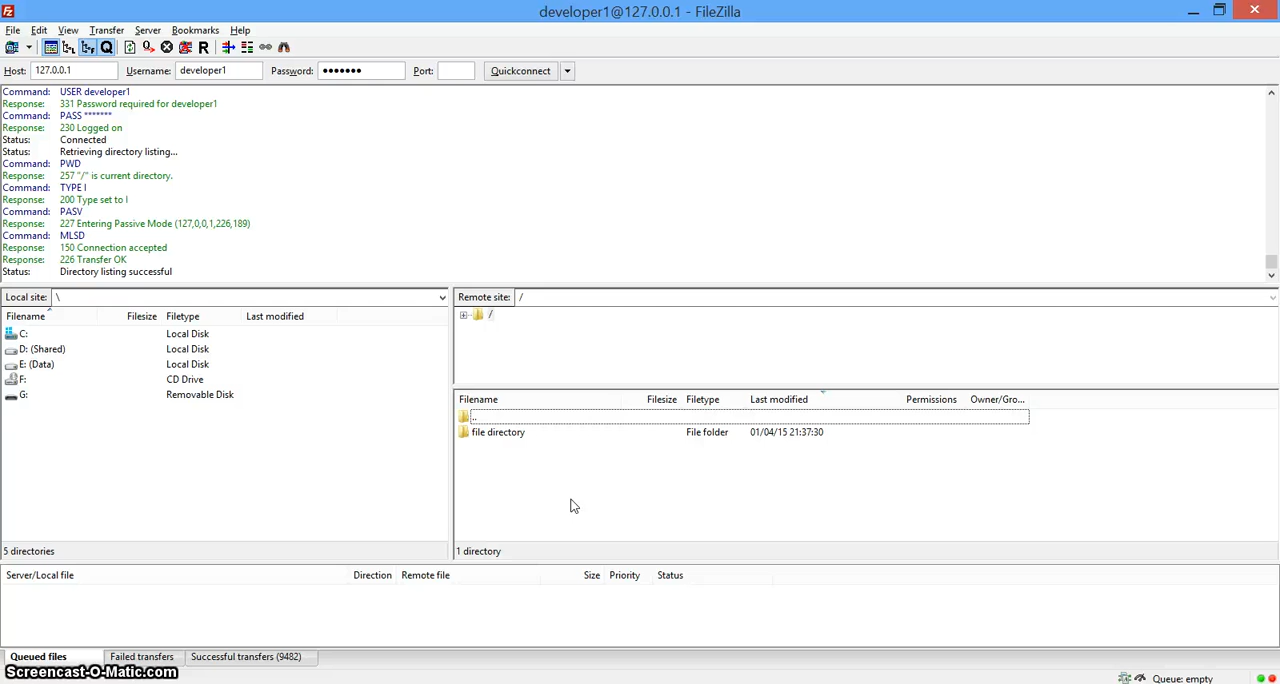 developer1@127.0.0.1 - FileZilla
File Edit View Transfer Server Bookmarks Help
Host: 127.0.0.1 Username: developer1 Password: ●●●●●●● Port: Quickconnect
Command: USER developer1
Response: 331 Password required for developer1
Command: PASS *******
Response: 230 Logged on
Status: Connected
Status: Retrieving directory listing...
Command: PWD
Response: 257 "/" is current directory.
Command: TYPE I
Response: 200 Type set to I
Command: PASV
Response: 227 Entering Passive Mode (127,0,0,1,226,189)
Command: MLSD
Response: 150 Connection accepted
Response: 226 Transfer OK
Status: Directory listing successful
Local site: \
Filename Filesize Filetype Last modified
C: Local Disk
D: (Shared) Local Disk
E: (Data) Local Disk
F: CD Drive
G: Removable Disk
5 directories
Remote site: /
/
Filename Filesize Filetype Last modified Permissions Owner/Gro...
..
file directory File folder 01/04/15 21:37:30
1 directory
Server/Local file Direction Remote file Size Priority Status
Queued files Failed transfers Successful transfers (9482)
Screencast-O-Matic.com
Queue: empty